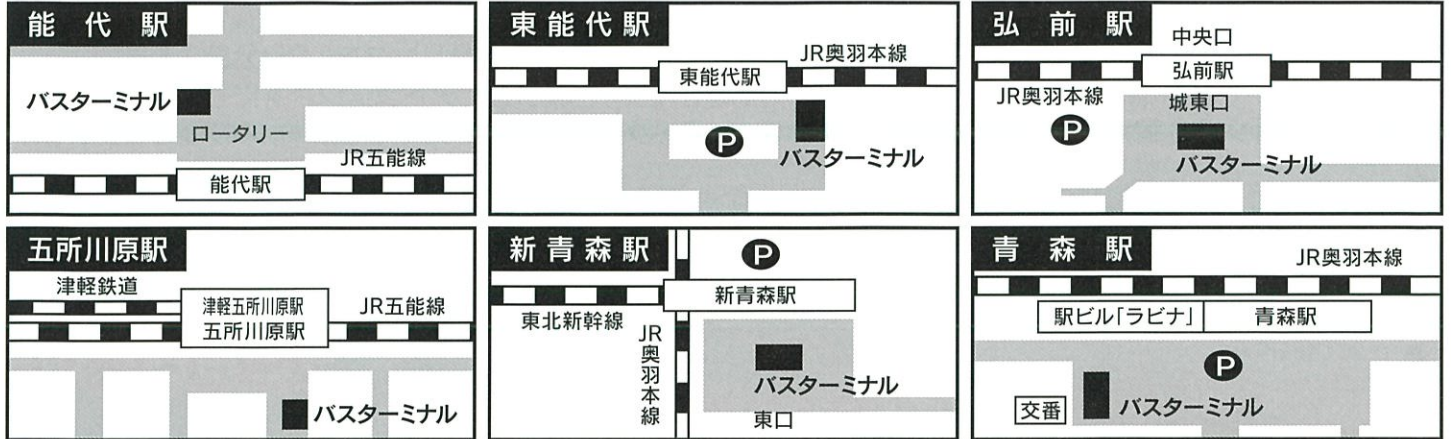 能代駅
バスターミナル
ロータリー
JR五能線
能代駅
東能代駅
JR奥羽本線
東能代駅
P
バスターミナル
弘前駅
中央口
弘前駅
JR奥羽本線
城東口
P
バスターミナル
五所川原駅
津軽鉄道
津軽五所川原駅
JR五能線
五所川原駅
バスターミナル
新青森駅
P
新青森駅
東北新幹線
JR奥羽本線
バスターミナル
東口
青森駅
JR奥羽本線
駅ビル「ラビナ」
青森駅
P
交番
バスターミナル